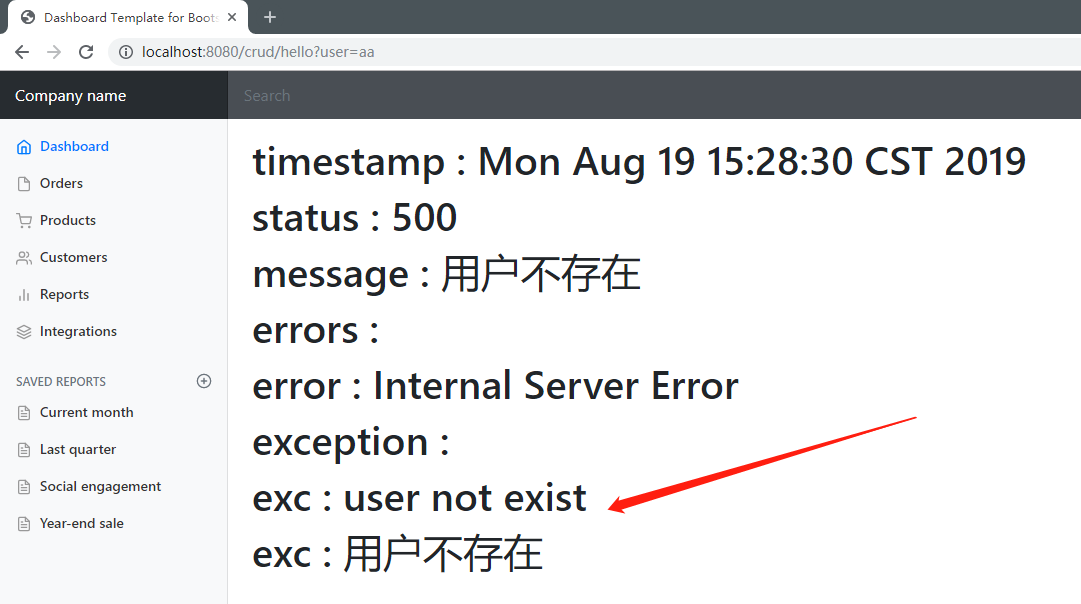 Dashboard Template for Boots
localhost:8080/crud/hello?user=aa
Company name
Search
Dashboard
Orders
Products
Customers
Reports
Integrations
SAVED REPORTS
Current month
Last quarter
Social engagement
Year-end sale
timestamp : Mon Aug 19 15:28:30 CST 2019
status : 500
message : 用户不存在
errors :
error : Internal Server Error
exception :
exc : user not exist
exc : 用户不存在